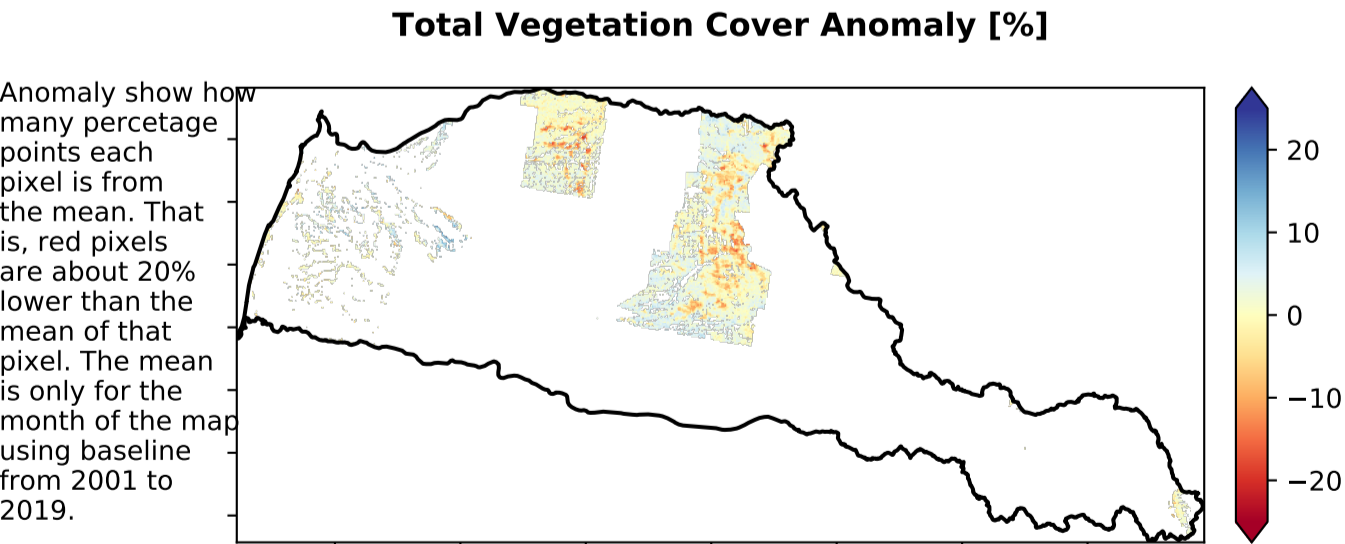 Total Vegetation Cover Anomaly [%]
Anomaly show how
many percetage
points each
pixel is from
the mean. That
is, red pixels
are about 20%
lower than the
mean of that
pixel. The mean
is only for the
month of the map
using baseline
from 2001 to
2019.
20
10
0
−10
−20